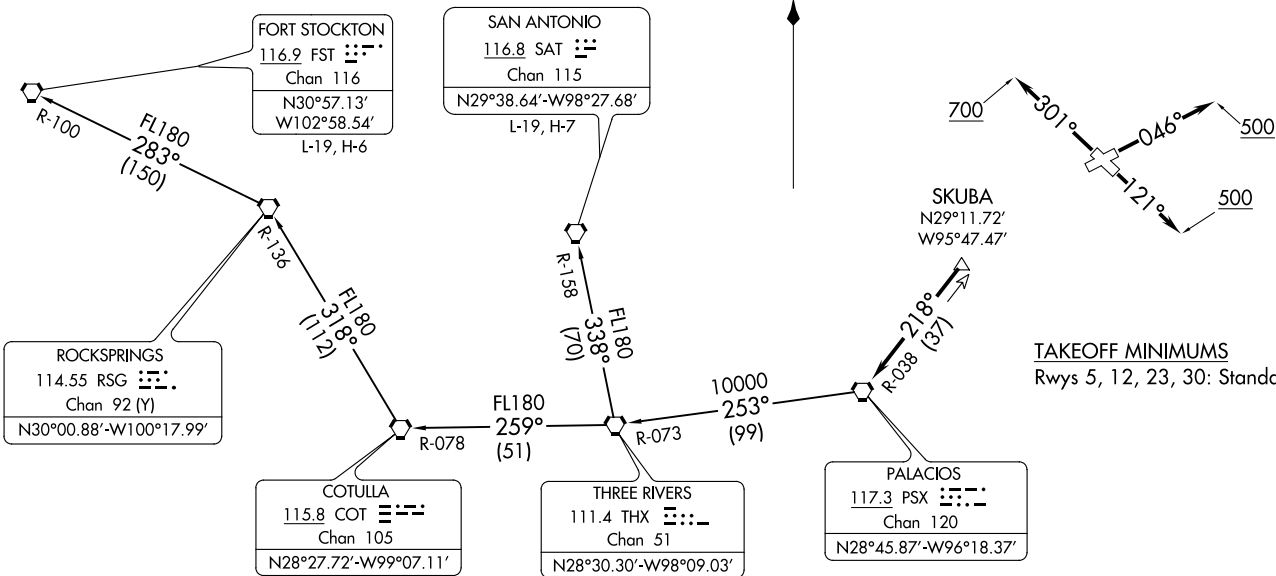 FORT STOCKTON
116.9 FST
Chan 116
N30°57.13'
W102°58.54'
L-19, H-6
SAN ANTONIO
116.8 SAT
Chan 115
N29°38.64'-W98°27.68'
L-19, H-7
R-100
FL180
283°
(150)
700
301°
046°
500
121°
500
SKUBA
N29°11.72'
W95°47.47'
R-136
R-158
FL180
318°
(112)
FL180
338°
(70)
218°
(37)
R-038
ROCKSPRINGS
114.55 RSG
Chan 92 (Y)
N30°00.88'-W100°17.99'
TAKEOFF MINIMUMS
Rwys 5, 12, 23, 30: Standa
R-078
FL180
259°
(51)
R-073
10000
253°
(99)
COTULLA
115.8 COT
Chan 105
N28°27.72'-W99°07.11'
THREE RIVERS
111.4 THX
Chan 51
N28°30.30'-W98°09.03'
PALACIOS
117.3 PSX
Chan 120
N28°45.87'-W96°18.37'